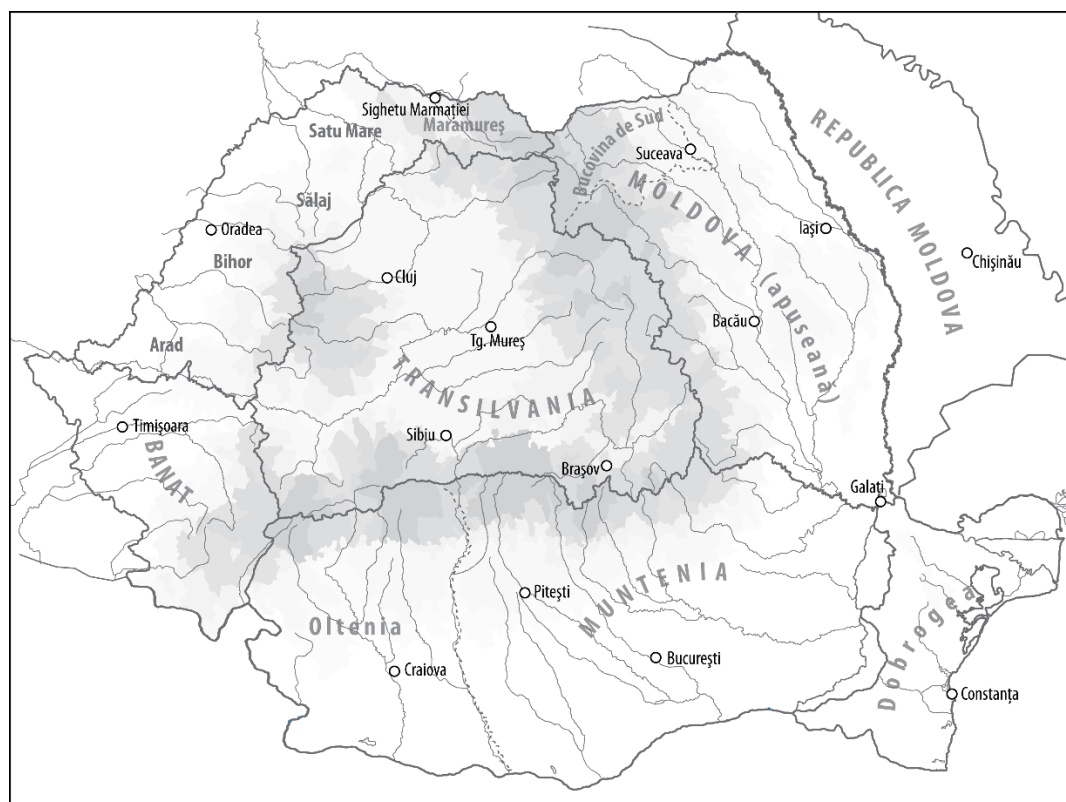 Sighetu Marmației
Satu Mare
Maramureș
Bucovina de Sud
Suceava
REPUBLICA MOLDOVA
MOLDOVA (apuseană)
Sălaj
Oradea
Iași
Bihor
Chișinău
Cluj
Bacău
Tg. Mureș
Arad
TRANSILVANIA
Timișoara
BANAT
Sibiu
Brașov
Galați
Pitești
MUNTENIA
Oltenia
Dobrogea
București
Craiova
Constanța